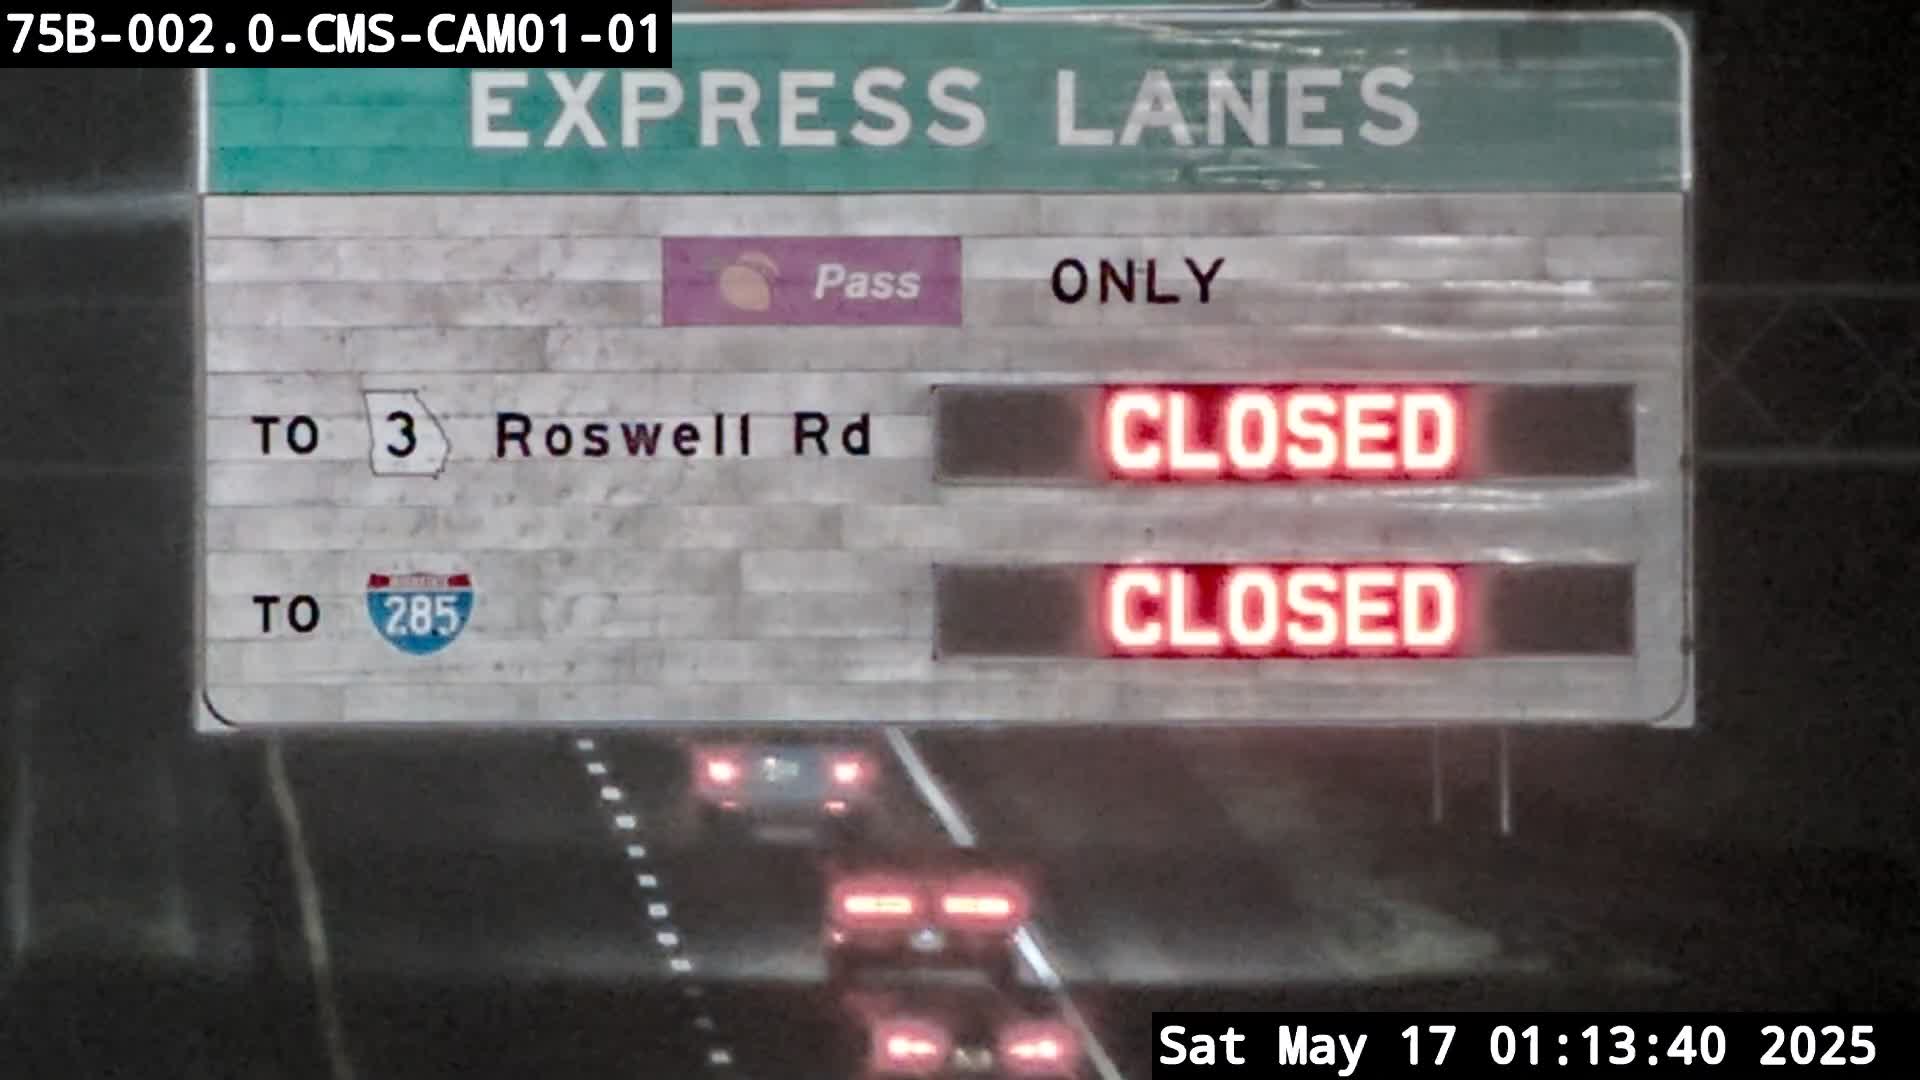 75B-002.0-CMS-CAM01-01
EXPRESS LANES
Pass ONLY
TO 3 Roswell Rd CLOSED
TO 285 CLOSED
Sat May 17 01:13:40 2025